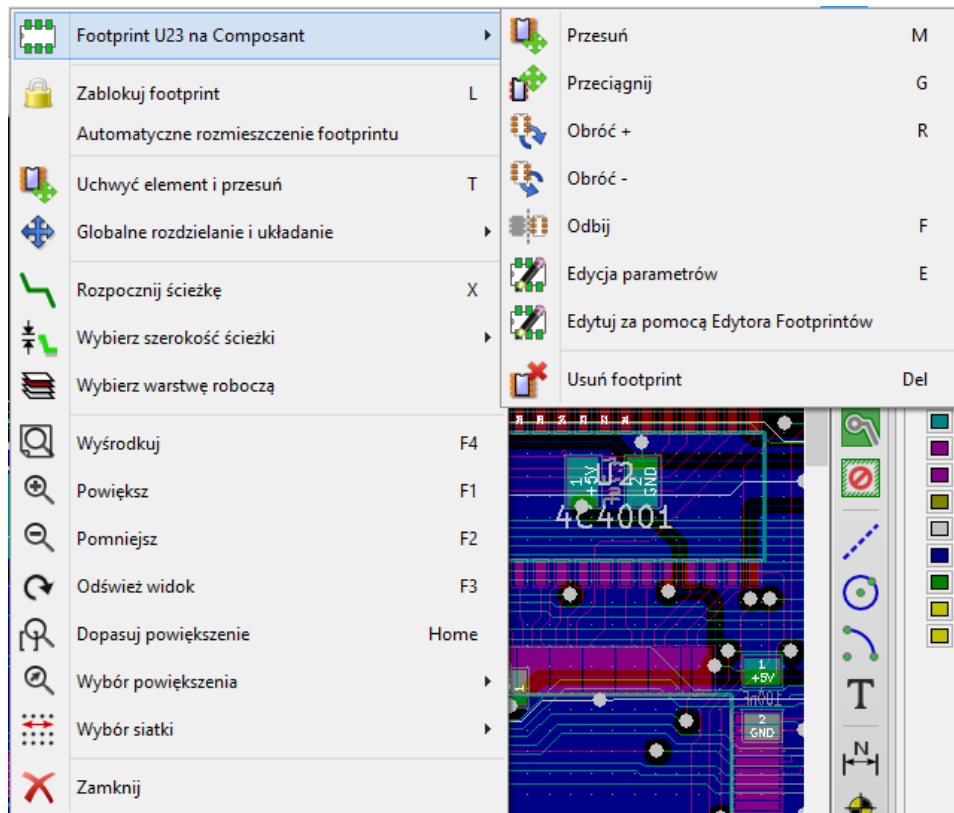 Footprint U23 na Composant
Zablokuj footprint L
Automatyczne rozmieszczenie footprintu
Uchwyć element i przesuń T
Globalne rozdzielanie i układanie
Rozpocznij ścieżkę X
Wybierz szerokość ścieżki
Wybierz warstwę roboczą
Wyśrodkuj F4
Powiększ F1
Pomniejsz F2
Odśwież widok F3
Dopasuj powiększenie Home
Wybór powiększenia
Wybór siatki
Zamknij
Przesuń M
Przeciągnij G
Obróć + R
Obróć -
Odbij F
Edycja parametrów E
Edytuj za pomocą Edytora Footprintów
Usuń footprint Del
1
+5V
2
GND
4C4001
1
+5V
2
GND
T
N